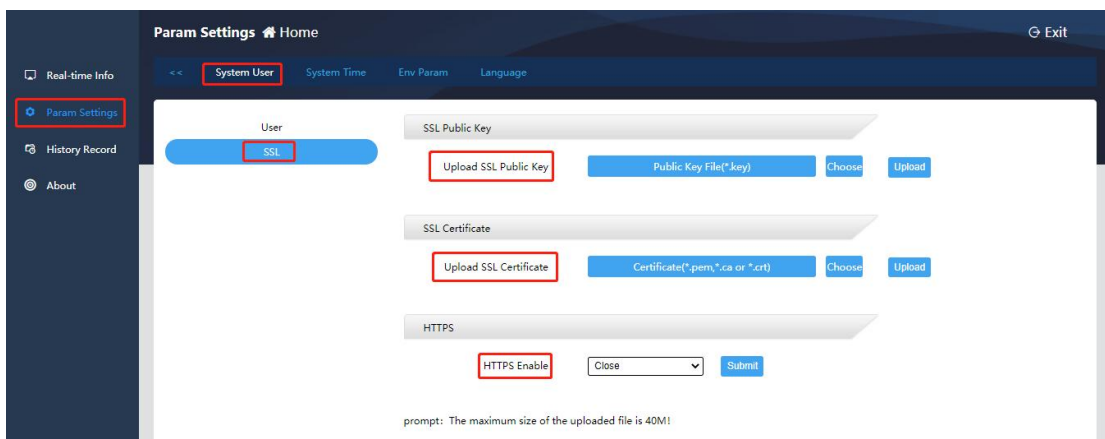 Param Settings Home
Exit
Real-time Info
Param Settings
History Record
About
<< System User System Time Env Param Language
User
SSL
SSL Public Key
Upload SSL Public Key Public Key File(*.key) Choose Upload
SSL Certificate
Upload SSL Certificate Certificate(*.pem,*.ca or *.crt) Choose Upload
HTTPS
HTTPS Enable Close Submit
prompt: The maximum size of the uploaded file is 40M!